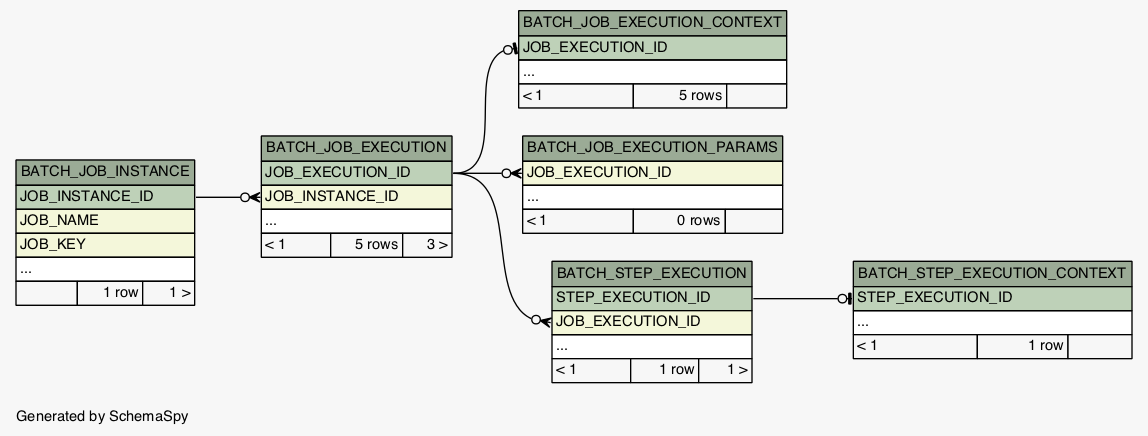 BATCH_JOB_EXECUTION_CONTEXT
JOB_EXECUTION_ID
...
< 1 5 rows
BATCH_JOB_INSTANCE
JOB_INSTANCE_ID
JOB_NAME
JOB_KEY
...
1 row 1 >
BATCH_JOB_EXECUTION
JOB_EXECUTION_ID
JOB_INSTANCE_ID
...
< 1 5 rows 3 >
BATCH_JOB_EXECUTION_PARAMS
JOB_EXECUTION_ID
...
< 1 0 rows
BATCH_STEP_EXECUTION
STEP_EXECUTION_ID
JOB_EXECUTION_ID
...
< 1 1 row 1 >
BATCH_STEP_EXECUTION_CONTEXT
STEP_EXECUTION_ID
...
< 1 1 row
Generated by SchemaSpy